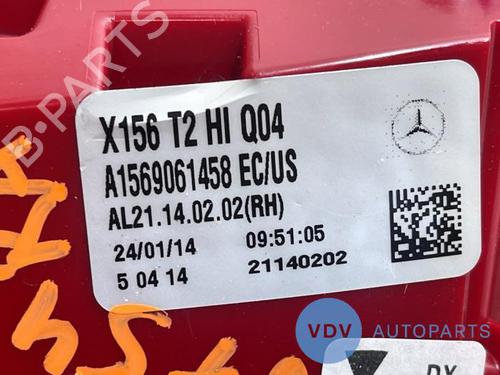 X156 T2 HI Q04
A1569061458 EC/US
AL21.14.02.02(RH)
24/01/14 09:51:05
5 04 14 21140202
B-PARTS
VDV AUTOPARTS
DX